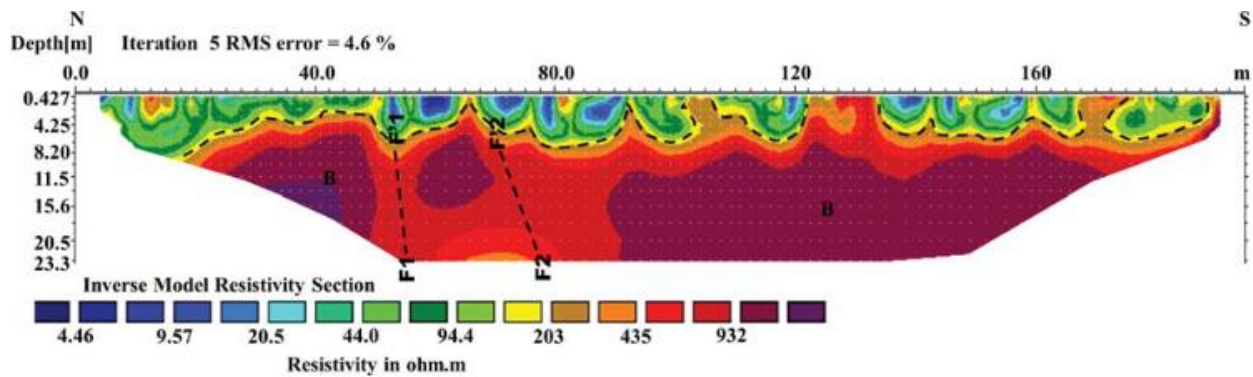 N S
Depth[m] Iteration 5 RMS error = 4.6 %
0.0 40.0 80.0 120 160 m
0.427
4.25
8.20
11.5
15.6
20.5
23.3
F1 F2
B B
F1 F2
Inverse Model Resistivity Section
4.46 9.57 20.5 44.0 94.4 203 435 932
Resistivity in ohm.m